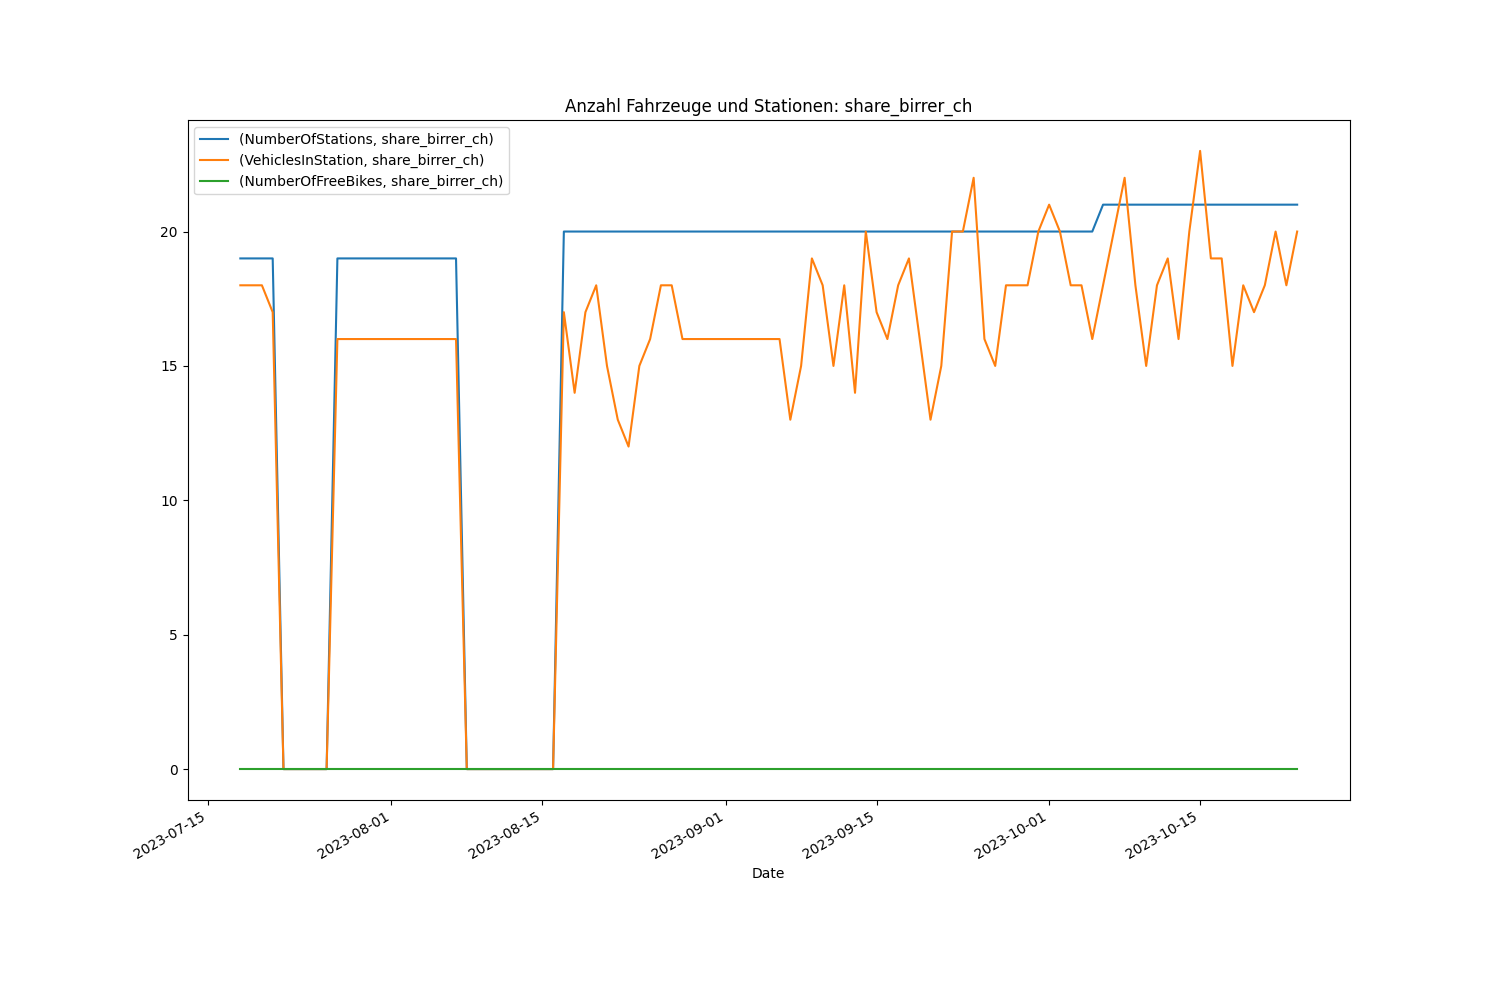 Anzahl Fahrzeuge und Stationen: share_birrer_ch
(NumberOfStations, share_birrer_ch)
(VehiclesInStation, share_birrer_ch)
(NumberOfFreeBikes, share_birrer_ch)
20
15
10
5
0
2023-07-15
2023-08-01
2023-08-15
2023-09-01
2023-09-15
2023-10-01
2023-10-15
Date